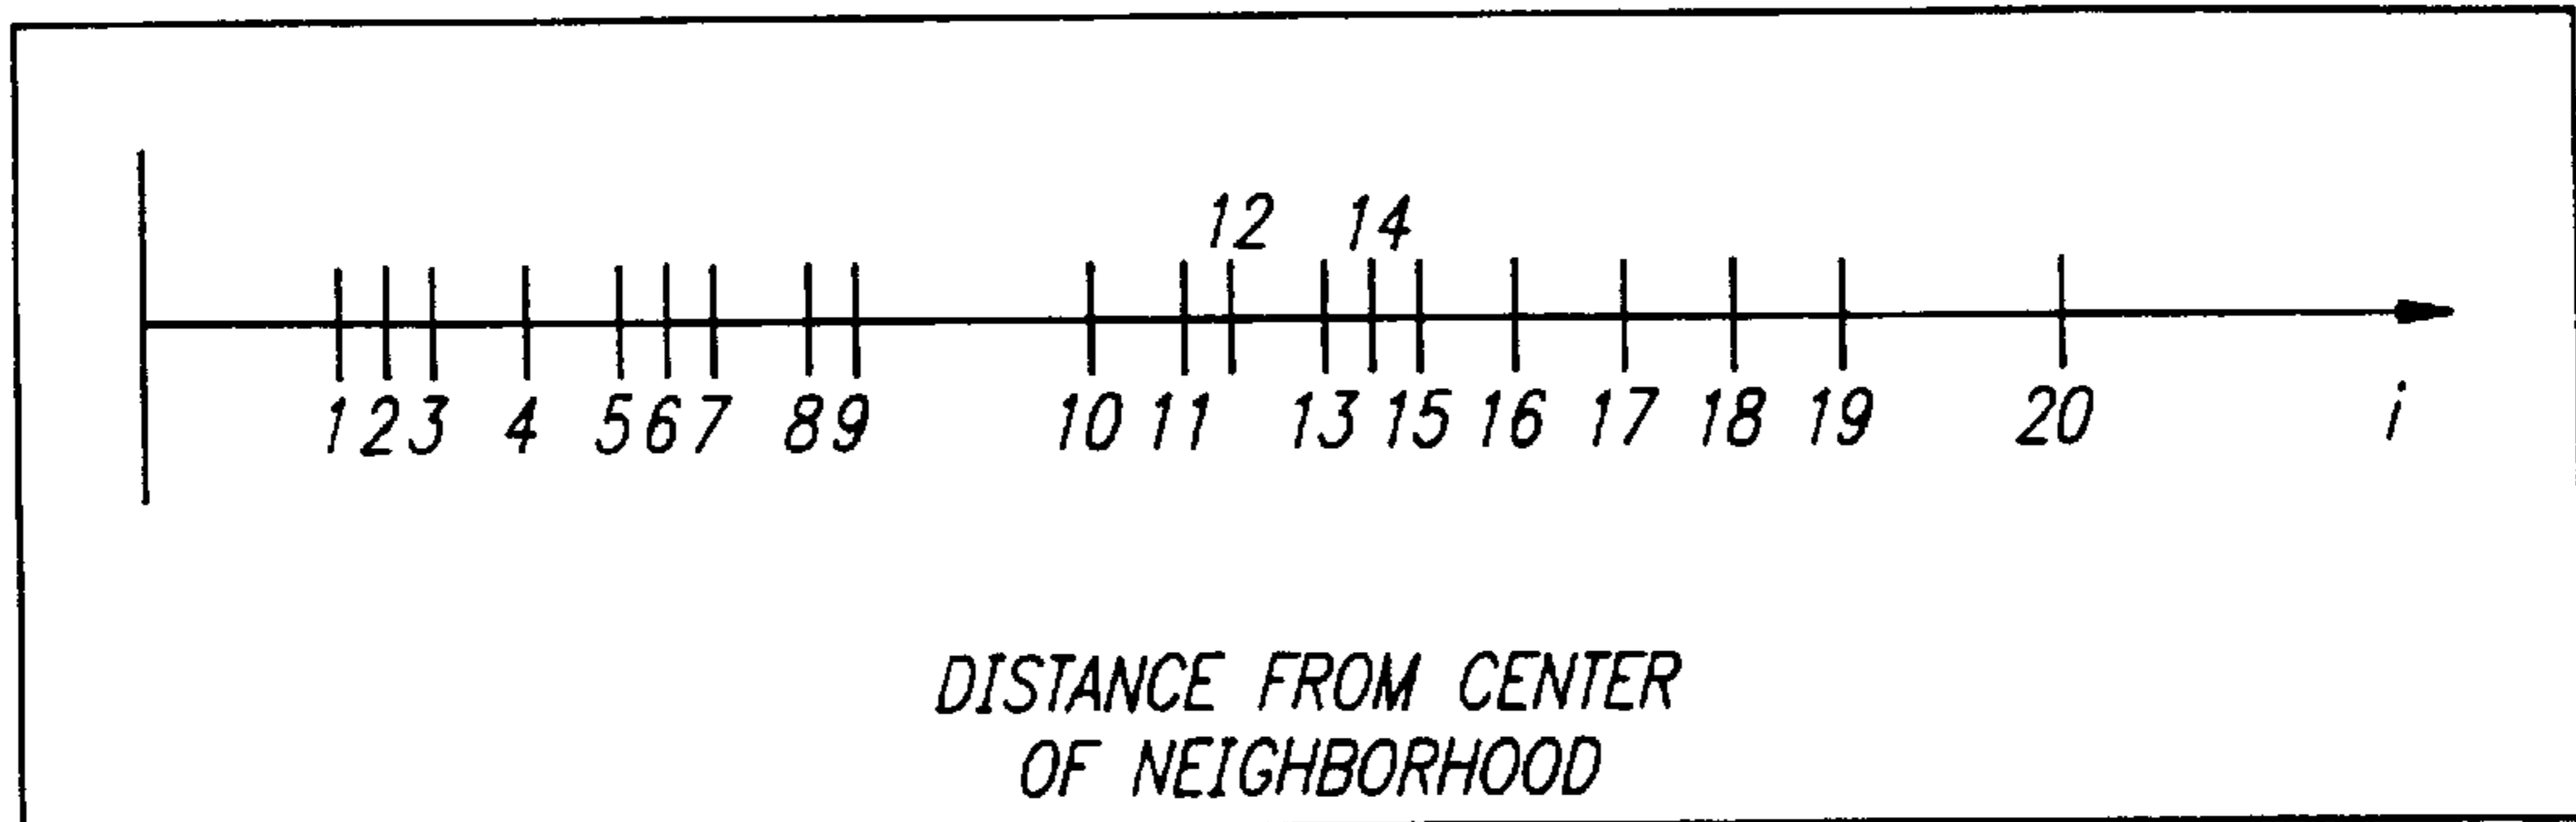 12 14
1 2 3 4 5 6 7 8 9 10 11 13 15 16 17 18 19 20 i
DISTANCE FROM CENTER
OF NEIGHBORHOOD